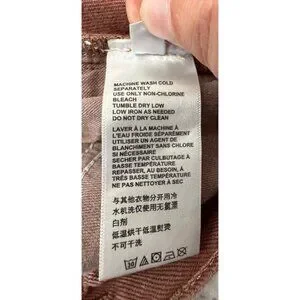 MACHINE WASH COLD
SEPARATELY
USE ONLY NON-CHLORINE
BLEACH
TUMBLE DRY LOW
LOW IRON AS NEEDED
DO NOT DRY CLEAN
LAVER À LA MACHINE À
L'EAU FROIDE SÉPARÉMENT
UTILISER UN AGENT DE
BLANCHIMENT SANS CHLORE
SI NÉCESSAIRE
SÉCHER PAR CULBUTAGE À
BASSE TEMPÉRATURE
REPASSER, AU BESOIN, À
TRÈS BASSE TEMPÉRATURE
NE PAS NETTOYER À SEC
与其他衣物分开用冷
水机洗仅使用无氯漂
白剂
低温烘干低温熨烫
不可干洗
30